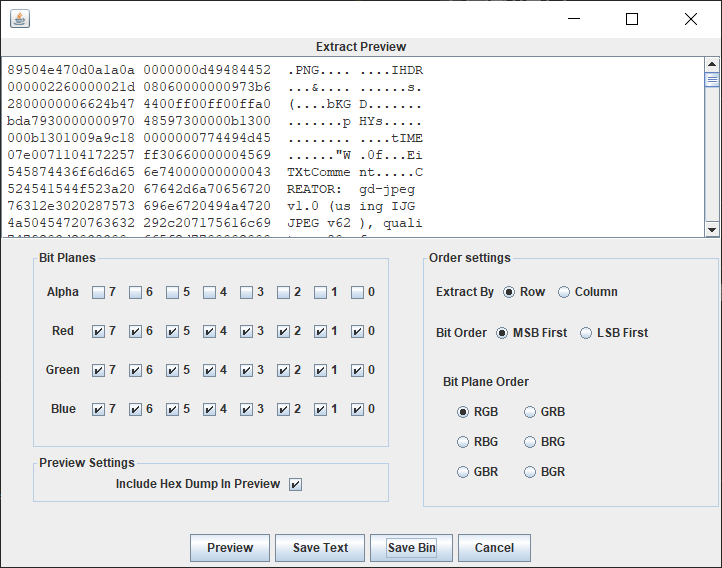 Extract Preview
89504e470d0a1a0a 0000000d49484452 .PNG.... ....IHDR
000002260000021d 08060000000973b6 ...&.... ......s.
2800000006624b47 4400ff00ff00ffa0 (....bKG D.......
bda7930000000970 48597300000b1300 .......p HYs.....
000b1301009a9c18 0000000774494d45 ........ ....tIME
07e0071104172257 ff30660000004569 ......"W .0f...Ei
545874436f6d6d65 6e74000000000043 TXtComme nt.....C
524541544f523a20 67642d6a70656720 REATOR: gd-jpeg
76312e3020287573 696e6720494a4720 v1.0 (us ing IJG
4a50454720763632 292c207175616c69 JPEG v62 ), quali
Bit Planes
Alpha 7 6 5 4 3 2 1 0
Red 7 6 5 4 3 2 1 0
Green 7 6 5 4 3 2 1 0
Blue 7 6 5 4 3 2 1 0
Preview Settings
Include Hex Dump In Preview
Order settings
Extract By Row Column
Bit Order MSB First LSB First
Bit Plane Order
RGB GRB
RBG BRG
GBR BGR
Preview Save Text Save Bin Cancel